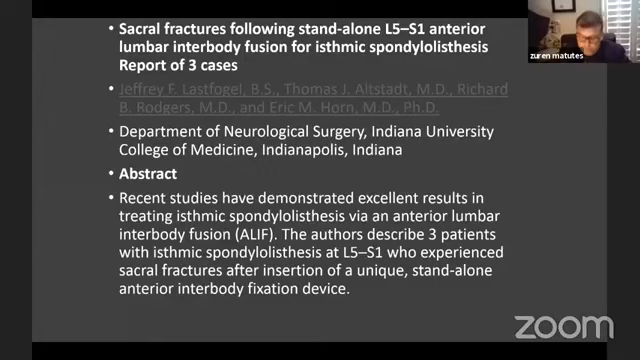 Sacral fractures following stand-alone L5–S1 anterior
lumbar interbody fusion for isthmic spondylolisthesis
Report of 3 cases
• Jeffrey F. Lastfogel, B.S., Thomas J. Altstadt, M.D., Richard
B. Rodgers, M.D., and Eric M. Horn, M.D., Ph.D.
• Department of Neurological Surgery, Indiana University
College of Medicine, Indianapolis, Indiana
• Abstract
• Recent studies have demonstrated excellent results in
treating isthmic spondylolisthesis via an anterior lumbar
interbody fusion (ALIF). The authors describe 3 patients
with isthmic spondylolisthesis at L5–S1 who experienced
sacral fractures after insertion of a unique, stand-alone
anterior interbody fixation device.
zuren matutes
zoom